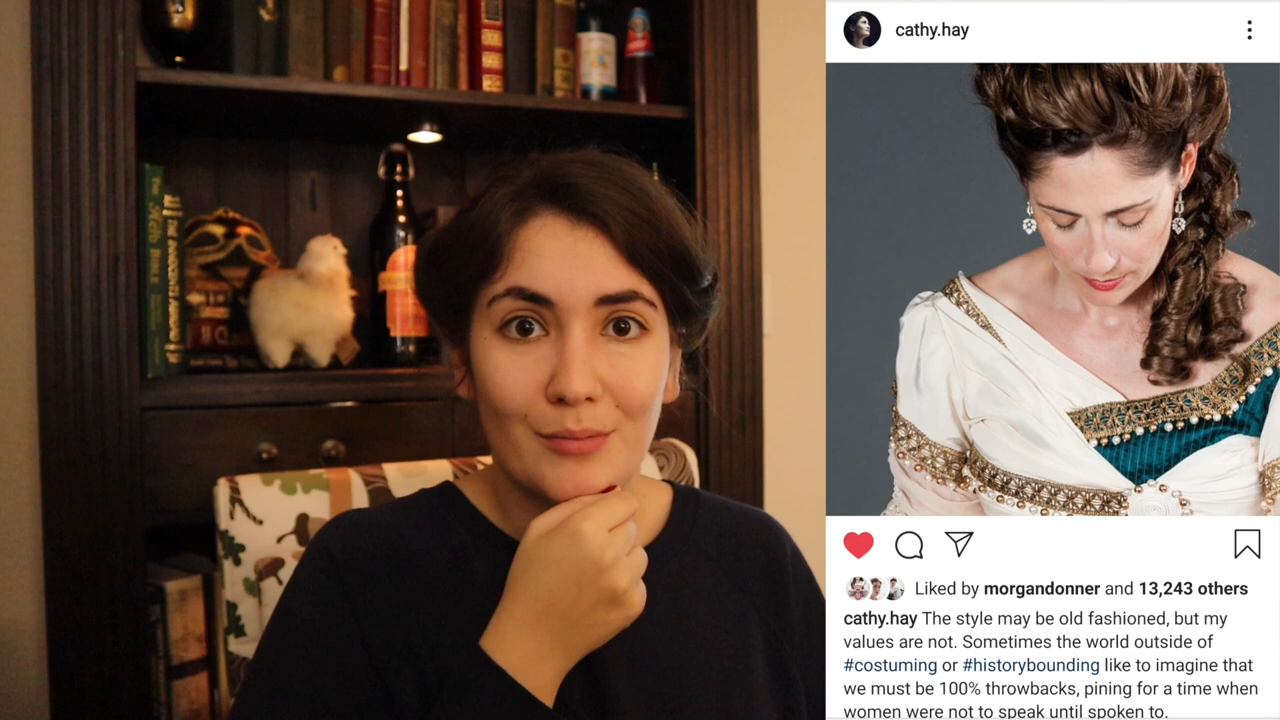 cathy.hay
Liked by morgandonner and 13,243 others
cathy.hay The style may be old fashioned, but my
values are not. Sometimes the world outside of
#costuming or #historybounding like to imagine that
we must be 100% throwbacks, pining for a time when
women were not to speak until spoken to.